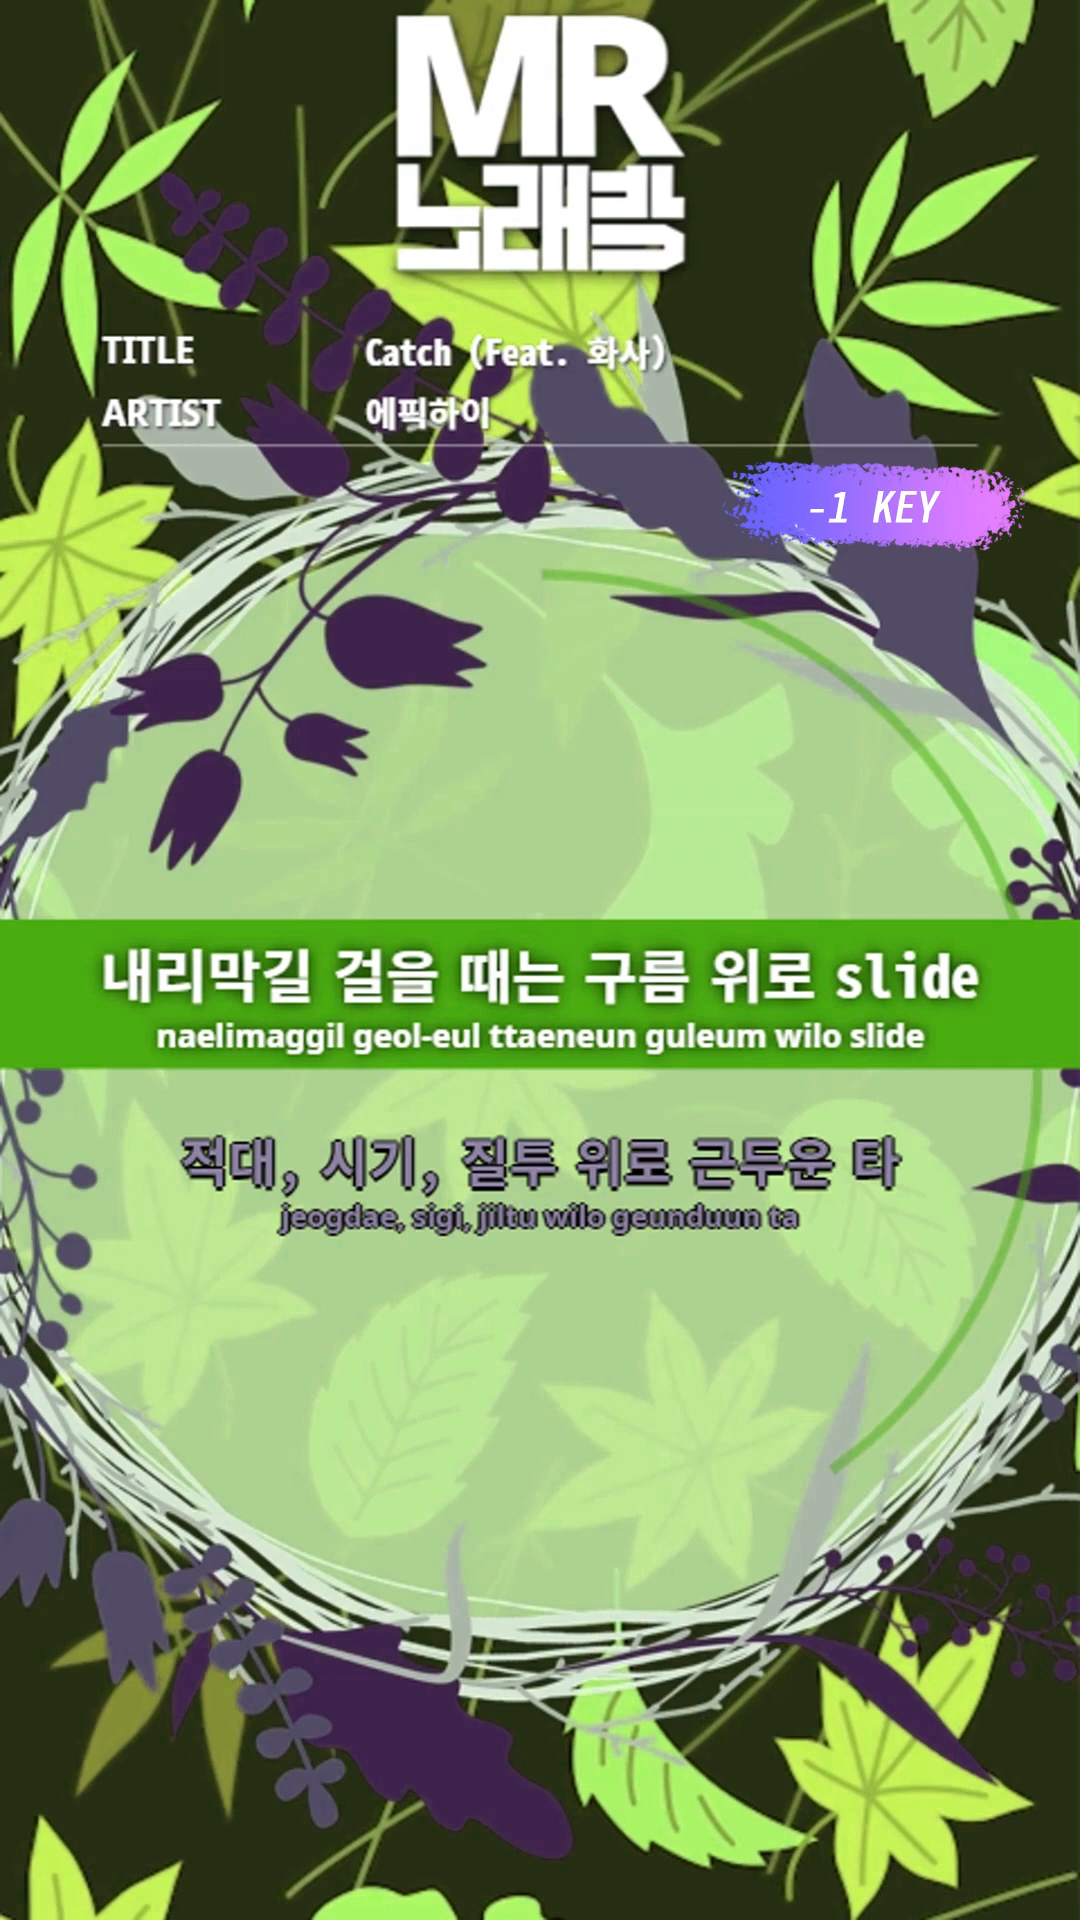 MR
노래방
TITLE Catch (Feat. 화사)
ARTIST 에픽하이
-1 KEY
내리막길 걸을 때는 구름 위로 slide
naelimaggil geol-eul ttaeneun guleum wilo slide
적대, 시기, 질투 위로 근두운 타
jeogdae, sigi, jiltu wilo geunduun ta